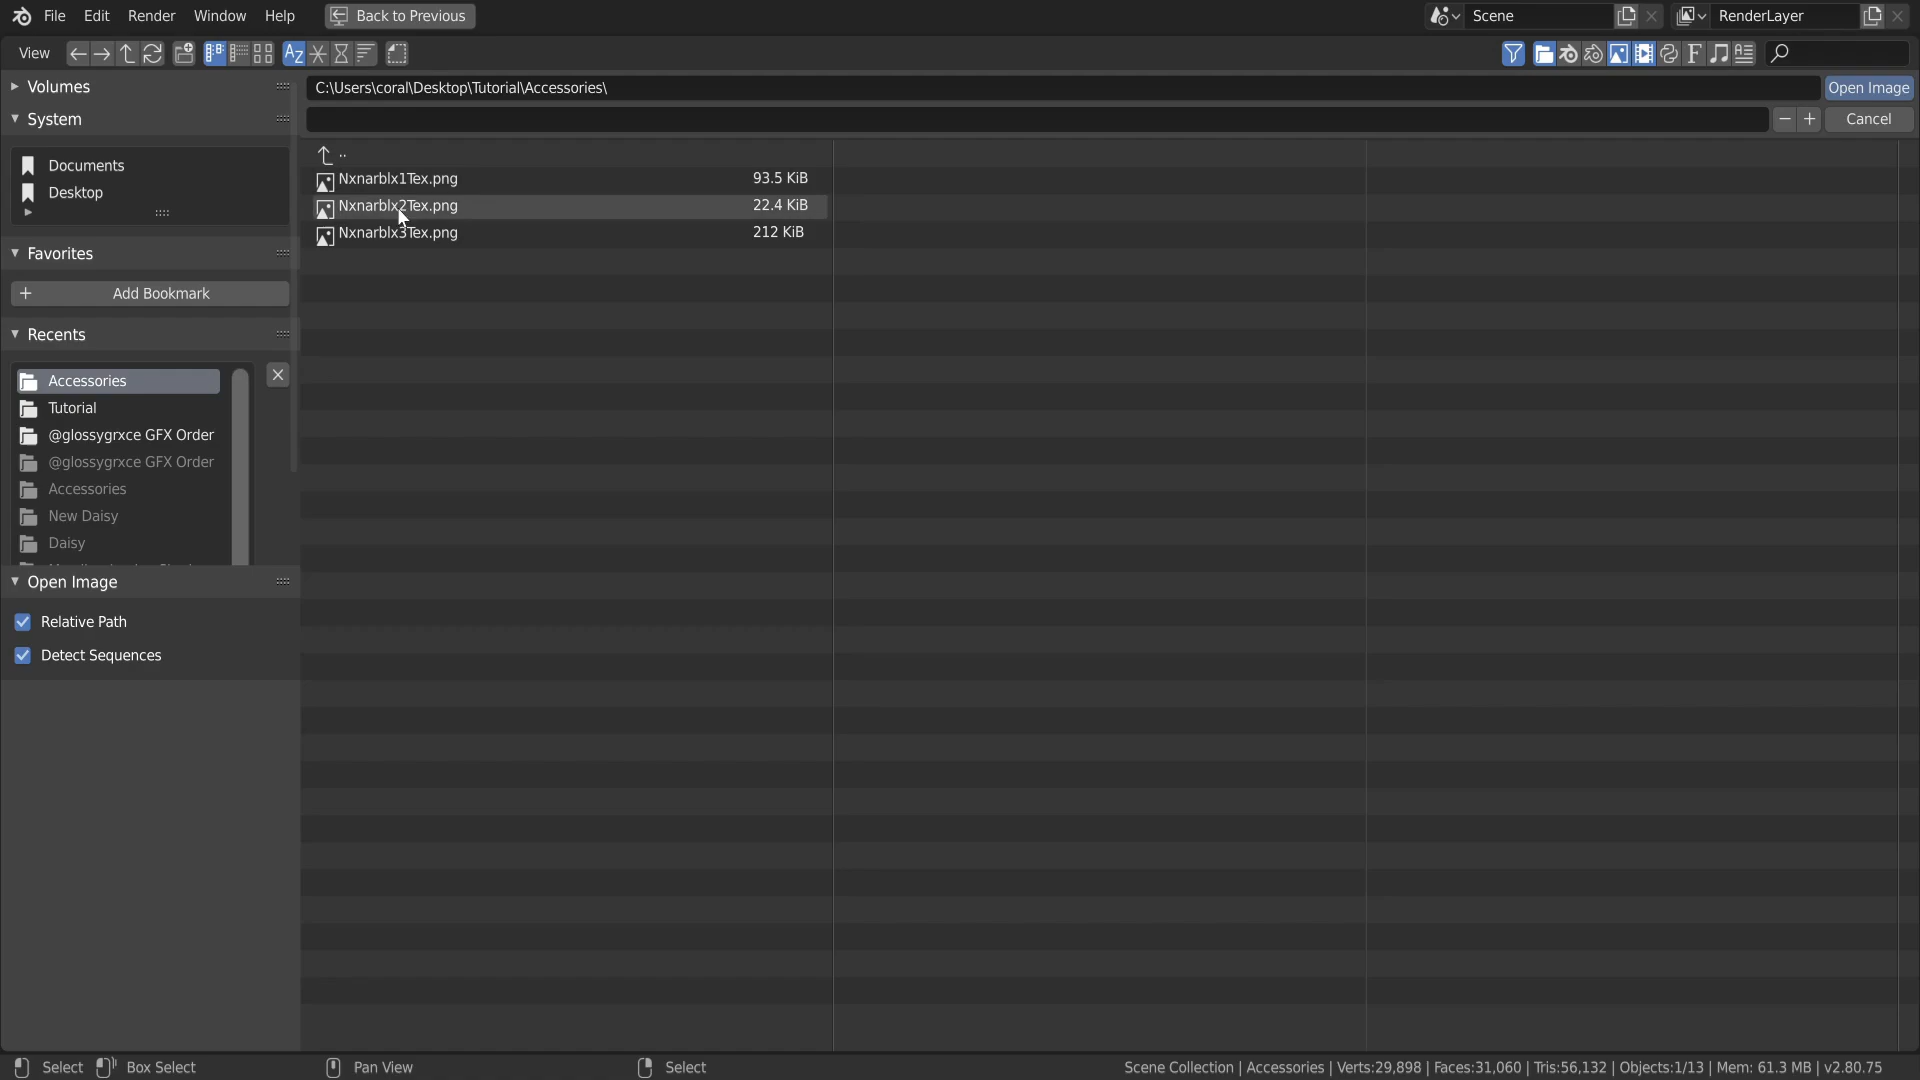 File Edit Render Window Help Back to Previous Scene RenderLayer
View
Volumes
C:\Users\coral\Desktop\Tutorial\Accessories\ Open Image
System
Cancel
Documents
Desktop
..
Nxnarblx1Tex.png 93.5 KiB
Nxnarblx2Tex.png 22.4 KiB
Nxnarblx3Tex.png 212 KiB
Favorites
Add Bookmark
Recents
Accessories
Tutorial
@glossygrxce GFX Order
@glossygrxce GFX Order
Accessories
New Daisy
Daisy
Open Image
Relative Path
Detect Sequences
Select Box Select Pan View Select Scene Collection | Accessories | Verts:29,898 | Faces:31,060 | Tris:56,132 | Objects:1/13 | Mem: 61.3 MB | v2.80.75